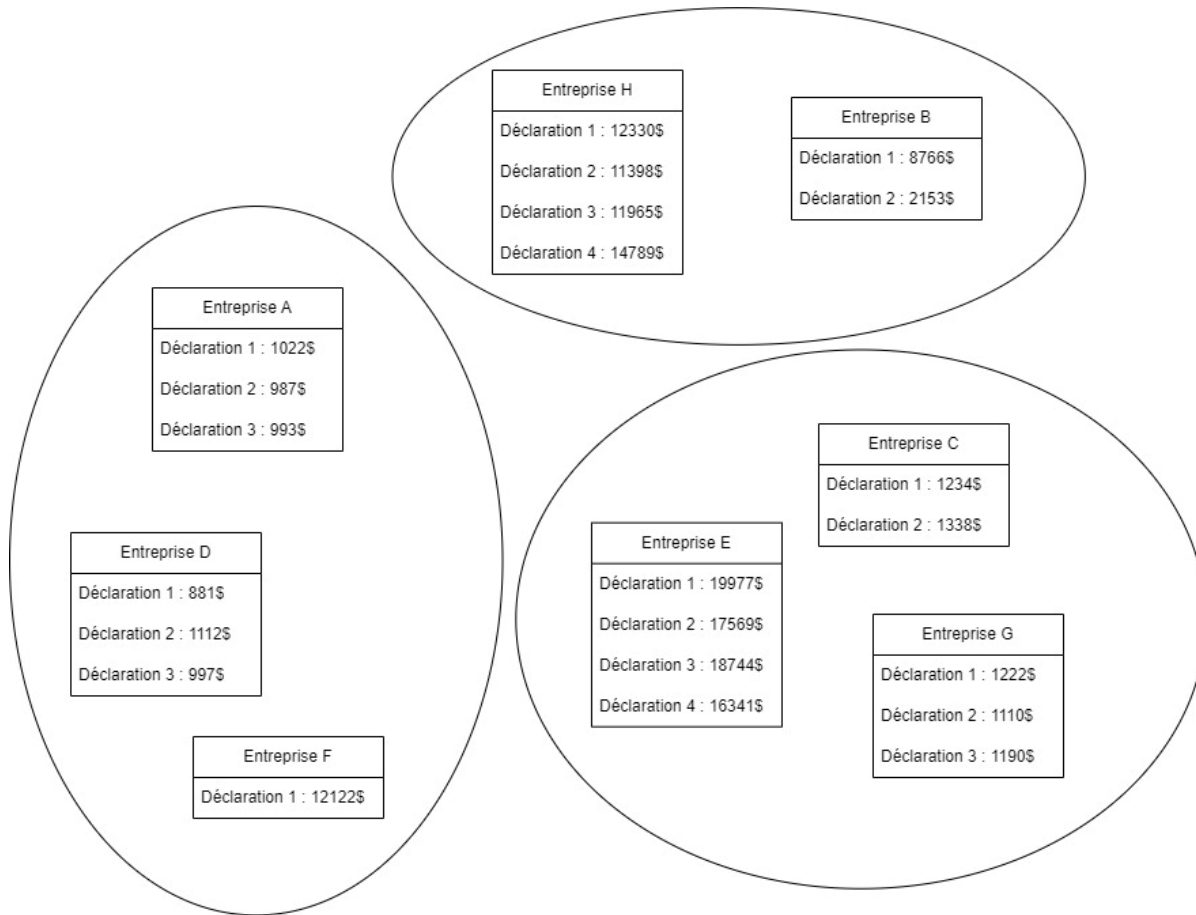 Entreprise H
Déclaration 1 : 12330$
Déclaration 2 : 11398$
Déclaration 3 : 11965$
Déclaration 4 : 14789$
Entreprise B
Déclaration 1 : 8766$
Déclaration 2 : 2153$
Entreprise A
Déclaration 1 : 1022$
Déclaration 2 : 987$
Déclaration 3 : 993$
Entreprise D
Déclaration 1 : 881$
Déclaration 2 : 1112$
Déclaration 3 : 997$
Entreprise F
Déclaration 1 : 12122$
Entreprise C
Déclaration 1 : 1234$
Déclaration 2 : 1338$
Entreprise E
Déclaration 1 : 19977$
Déclaration 2 : 17569$
Déclaration 3 : 18744$
Déclaration 4 : 16341$
Entreprise G
Déclaration 1 : 1222$
Déclaration 2 : 1110$
Déclaration 3 : 1190$